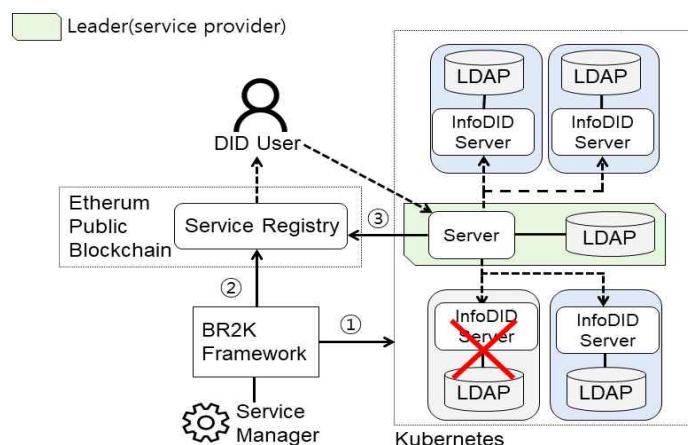 Leader(service provider)
LDAP
LDAP
InfoDID
Server
InfoDID
Server
DID User
Etherum
Public
Blockchain
Service Registry
③
Server
LDAP
②
BR2K
Framework
①
InfoDID
Server
LDAP
InfoDID
Server
LDAP
Service
Manager
Kubernetes